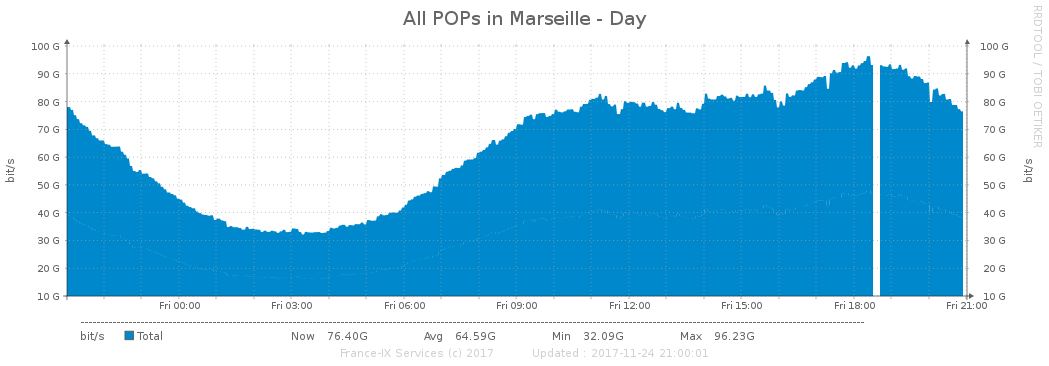 All POPs in Marseille - Day
RRDTOOL / TOBI OETIKER
100 G 100 G
90 G 90 G
80 G 80 G
70 G 70 G
60 G 60 G
50 G 50 G
40 G 40 G
30 G 30 G
20 G 20 G
10 G 10 G
bit/s bit/s
Fri 00:00 Fri 03:00 Fri 06:00 Fri 09:00 Fri 12:00 Fri 15:00 Fri 18:00 Fri 21:00
bit/s Total Now 76.40G Avg 64.59G Min 32.09G Max 96.23G
France-IX Services (c) 2017 Updated : 2017-11-24 21:00:01